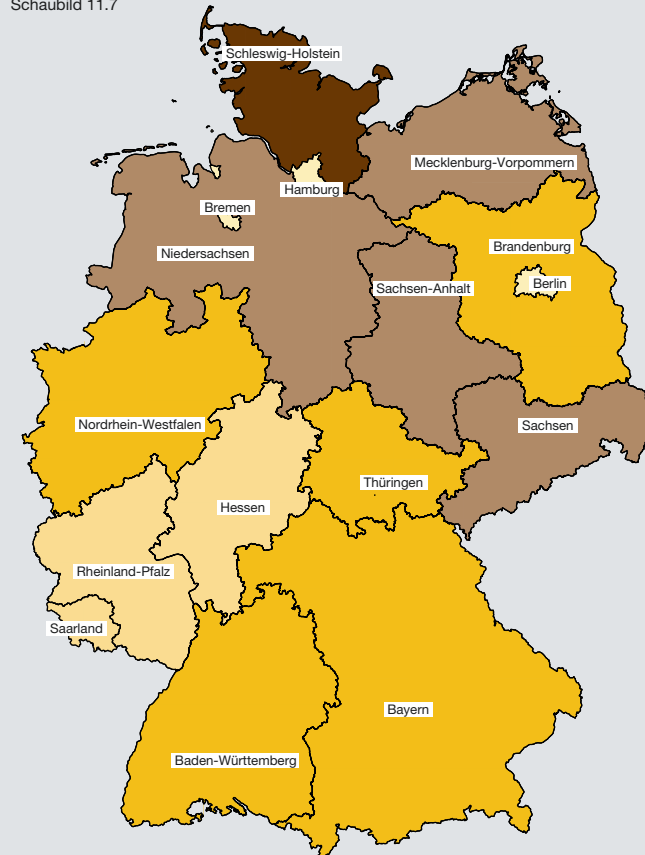 Schaubild 11.7
Schleswig-Holstein
Mecklenburg-Vorpommern
Hamburg
Bremen
Niedersachsen
Brandenburg
Berlin
Sachsen-Anhalt
Nordrhein-Westfalen
Sachsen
Thüringen
Hessen
Rheinland-Pfalz
Saarland
Bayern
Baden-Württemberg